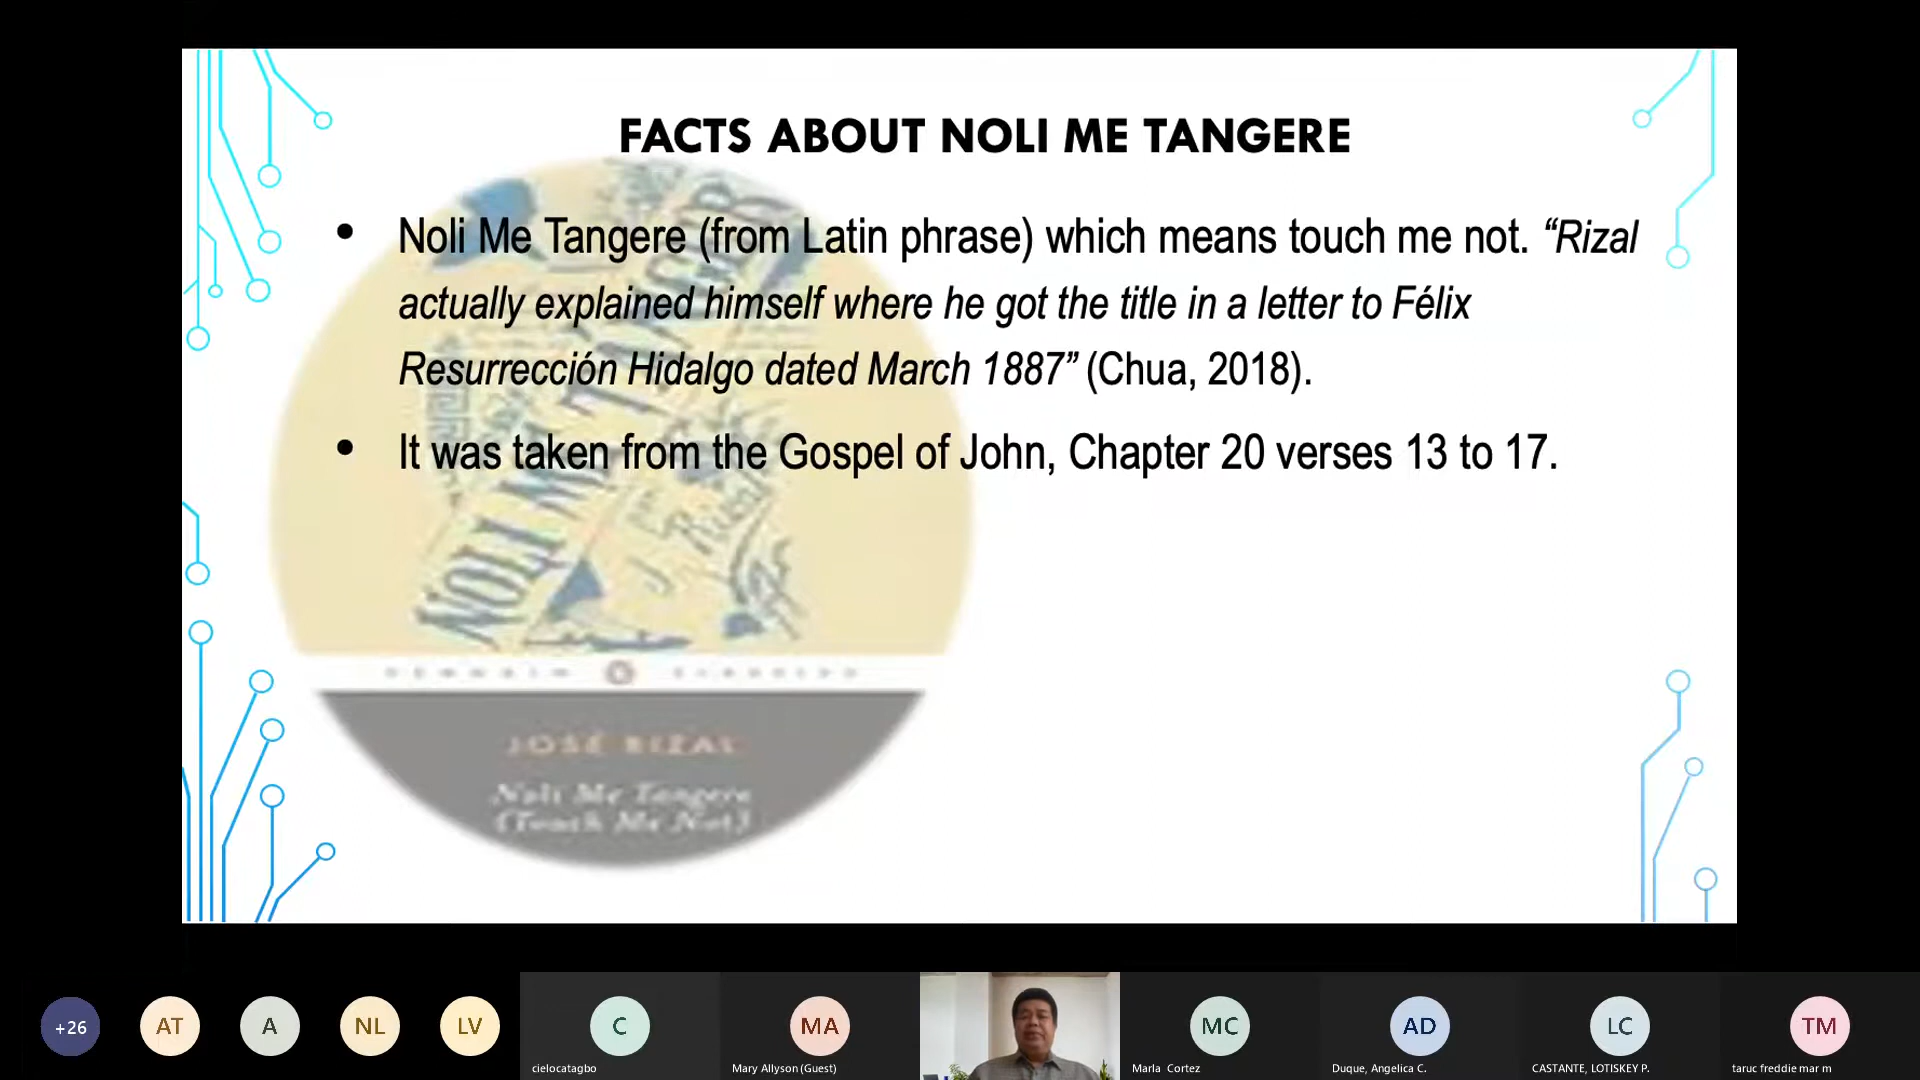 FACTS ABOUT NOLI ME TANGERE
• Noli Me Tangere (from Latin phrase) which means touch me not. “Rizal
actually explained himself where he got the title in a letter to Félix
Resurrección Hidalgo dated March 1887” (Chua, 2018).
• It was taken from the Gospel of John, Chapter 20 verses 13 to 17.
NOLI ME TANGERE
J. Rizal
JOSÉ RIZAL
Noli Me Tangere
(Touch Me Not)
+26
AT
A
NL
LV
C
MA
MC
AD
LC
TM
cielocatagbo
Mary Allyson (Guest)
Marla Cortez
Duque, Angelica C.
CASTANTE, LOTISKEY P.
taruc freddie mar m